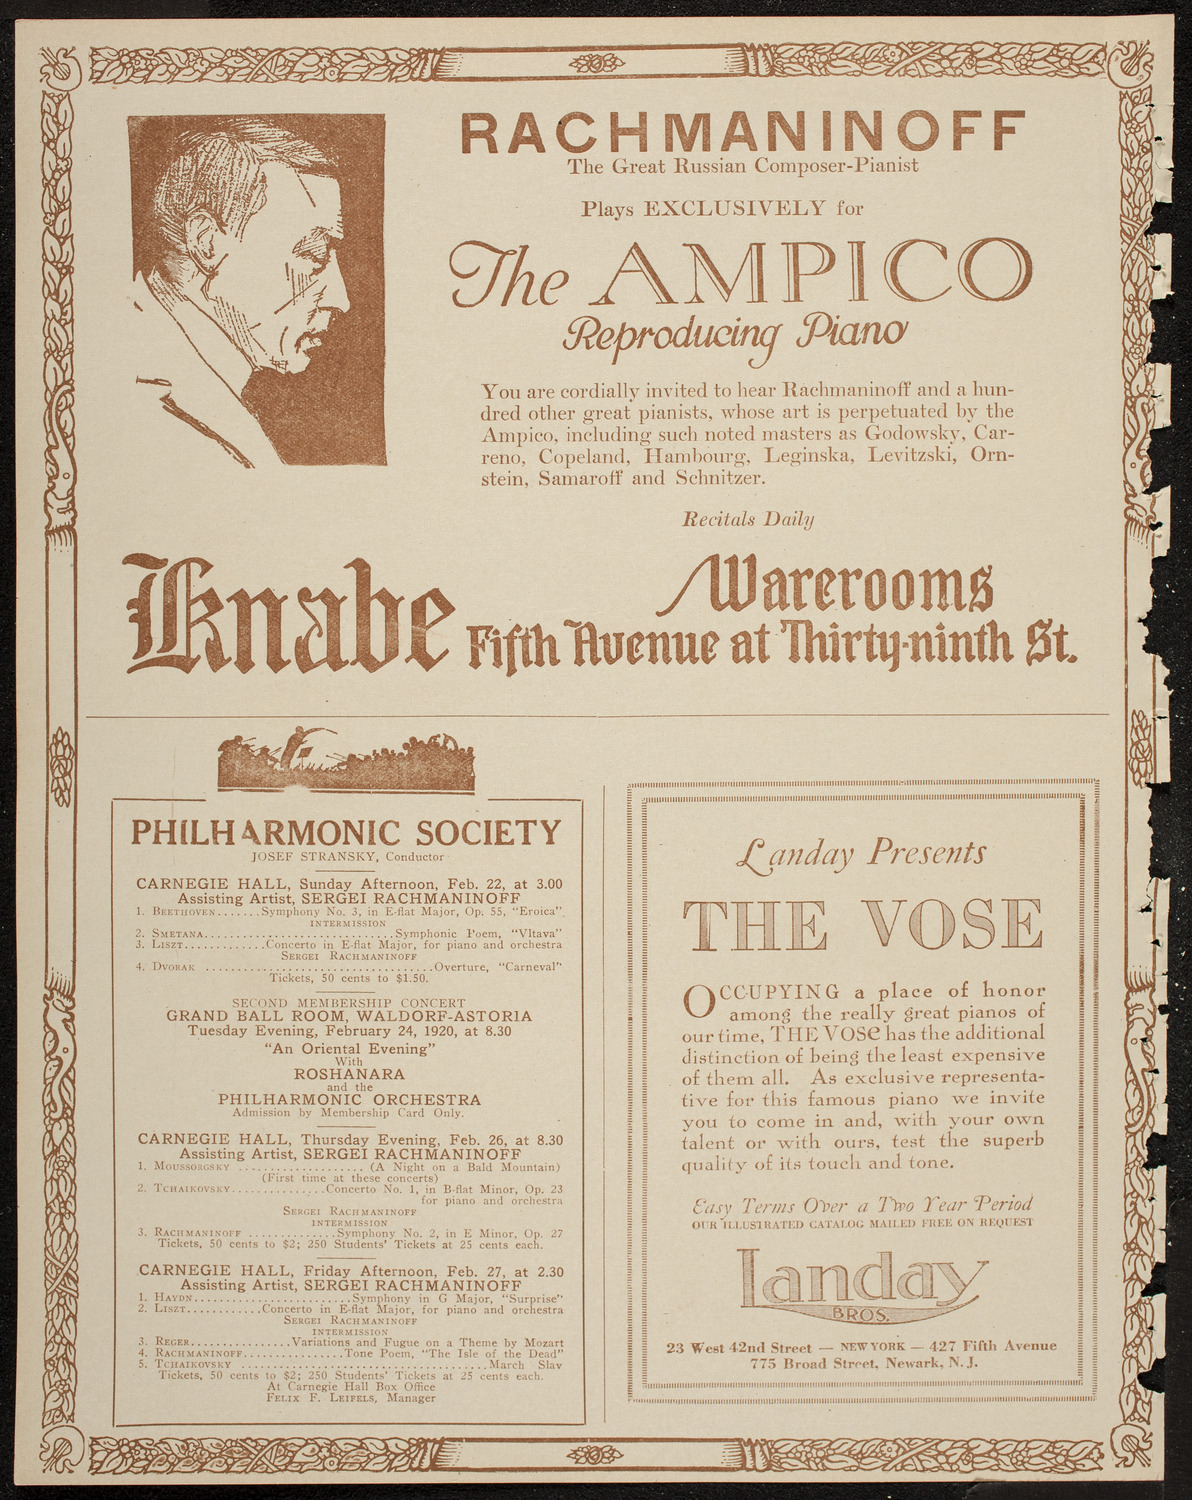 RACHMANINOFF
The Great Russian Composer-Pianist
Plays EXCLUSIVELY for
The AMPICO
Reproducing Piano
You are cordially invited to hear Rachmaninoff and a hun-
dred other great pianists, whose art is perpetuated by the
Ampico, including such noted masters as Godowsky, Car-
reno, Copeland, Hambourg, Leginska, Levitzski, Orn-
stein, Samaroff and Schnitzer.
Recitals Daily
Knabe Warerooms
Fifth Avenue at Thirty-ninth St.
PHILHARMONIC SOCIETY
JOSEF STRANSKY, Conductor
CARNEGIE HALL, Sunday Afternoon, Feb. 22, at 3.00
Assisting Artist, SERGEI RACHMANINOFF
1. BEETHOVEN.......Symphony No. 3, in E-flat Major, Op. 55, "Eroica"
INTERMISSION
2. SMETANA..............................Symphonic Poem, "Vltava"
3. LISZT.............Concerto in E-flat Major, for piano and orchestra
SERGEI RACHMANINOFF
4. DVORAK ....................................Overture, "Carneval"
Tickets, 50 cents to $1.50.
SECOND MEMBERSHIP CONCERT
GRAND BALL ROOM, WALDORF-ASTORIA
Tuesday Evening, February 24, 1920, at 8.30
"An Oriental Evening"
With
ROSHANARA
and the
PHILHARMONIC ORCHESTRA
Admission by Membership Card Only.
CARNEGIE HALL, Thursday Evening, Feb. 26, at 8.30
Assisting Artist, SERGEI RACHMANINOFF
1. MOUSSORGSKY ................... (A Night on a Bald Mountain)
(First time at these concerts)
2. TCHAIKOVSKY...............Concerto No. 1, in B-flat Minor, Op. 23
for piano and orchestra
SERGEI RACHMANINOFF
INTERMISSION
3. RACHMANINOFF ..............Symphony No. 2, in E Minor, Op. 27
Tickets, 50 cents to $2; 250 Students' Tickets at 25 cents each.
CARNEGIE HALL, Friday Afternoon, Feb. 27, at 2.30
Assisting Artist, SERGEI RACHMANINOFF
1. HAYDN.........................Symphony in G Major, "Surprise"
2. LISZT............Concerto in E-flat Major, for piano and orchestra
SERGEI RACHMANINOFF
INTERMISSION
3. REGER................Variations and Fugue on a Theme by Mozart
4. RACHMANINOFF................Tone Poem, "The Isle of the Dead"
5. TCHAIKOVSKY .......................................March Slav
Tickets, 50 cents to $2; 250 Students' Tickets at 25 cents each.
At Carnegie Hall Box Office
FELIX F. LEIFELS, Manager
Landay Presents
THE VOSE
OCCUPYING a place of honor
among the really great pianos of
our time, THE VOSE has the additional
distinction of being the least expensive
of them all. As exclusive representa-
tive for this famous piano we invite
you to come in and, with your own
talent or with ours, test the superb
quality of its touch and tone.
Easy Terms Over a Two Year Period
OUR ILLUSTRATED CATALOG MAILED FREE ON REQUEST
Landay
BROS.
23 West 42nd Street — NEW YORK — 427 Fifth Avenue
775 Broad Street, Newark, N. J.